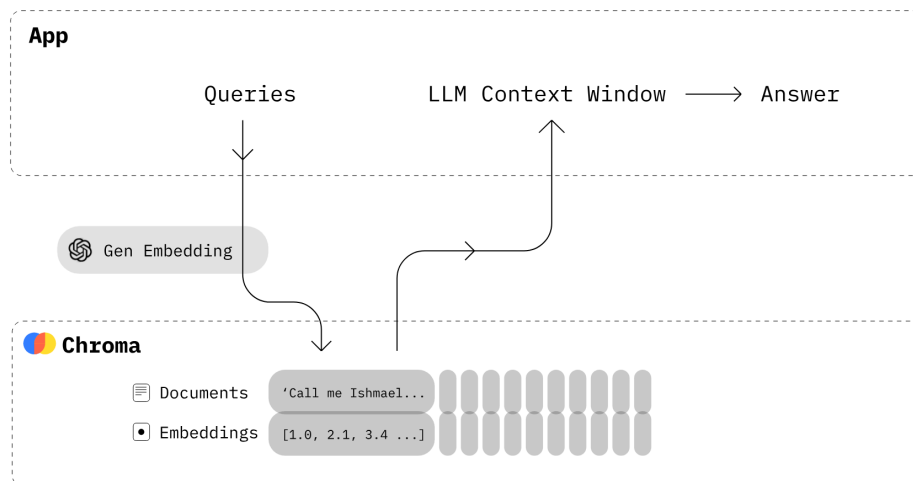 App
Queries
LLM Context Window
Answer
Gen Embedding
Chroma
Documents
‘Call me Ishmael...
Embeddings
[1.0, 2.1, 3.4 ...]